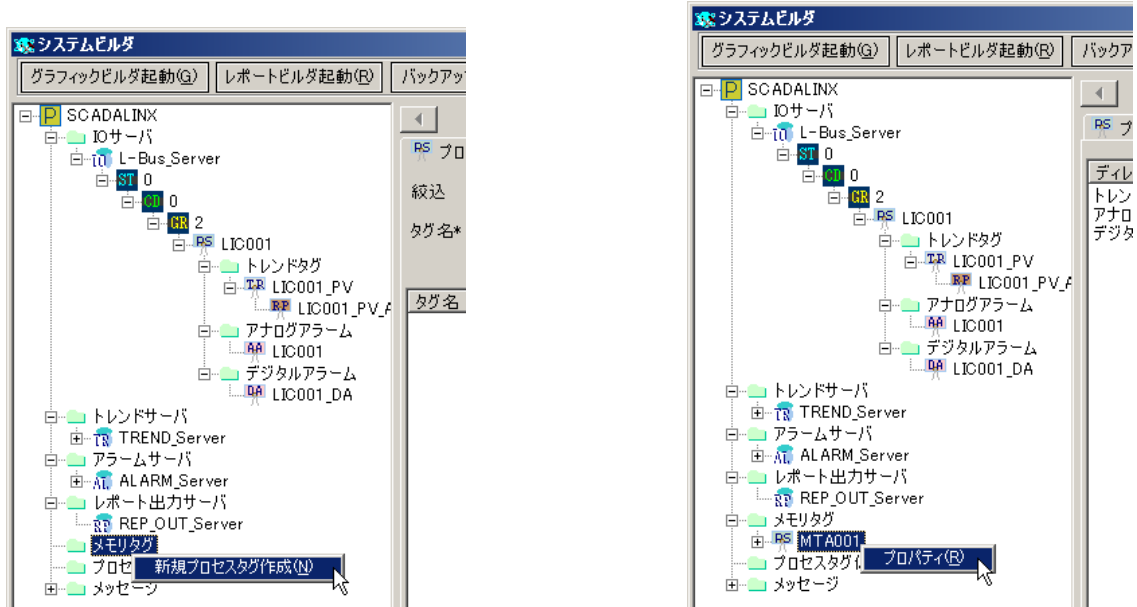 システムビルダ
グラフィックビルダ起動(G) レポートビルダ起動(R) バックアッ
P SCADALINX
IOサーバ
IO L-Bus_Server
ST 0
CD 0
GR 2
PS LIC001
トレンドタグ
TR LIC001_PV
RP LIC001_PV_A
アナログアラーム
AA LIC001
デジタルアラーム
DA LIC001_DA
トレンドサーバ
TR TREND_Server
アラームサーバ
AL ALARM_Server
レポート出力サーバ
RP REP_OUT_Server
メモリタグ
プロセ 新規プロセスタグ作成(N)
メッセージ
PS プロ
絞込
タグ名*
タグ名
システムビルダ
グラフィックビルダ起動(G) レポートビルダ起動(R) バックア
P SCADALINX
IOサーバ
IO L-Bus_Server
ST 0
CD 0
GR 2
PS LIC001
トレンドタグ
TR LIC001_PV
RP LIC001_PV_A
アナログアラーム
AA LIC001
デジタルアラーム
DA LIC001_DA
トレンドサーバ
TR TREND_Server
アラームサーバ
AL ALARM_Server
レポート出力サーバ
RP REP_OUT_Server
メモリタグ
PS MTA001
プロセスタグ プロパティ(R)
メッセージ
PS プ
ディレ
トレン
アナロ
デジタ